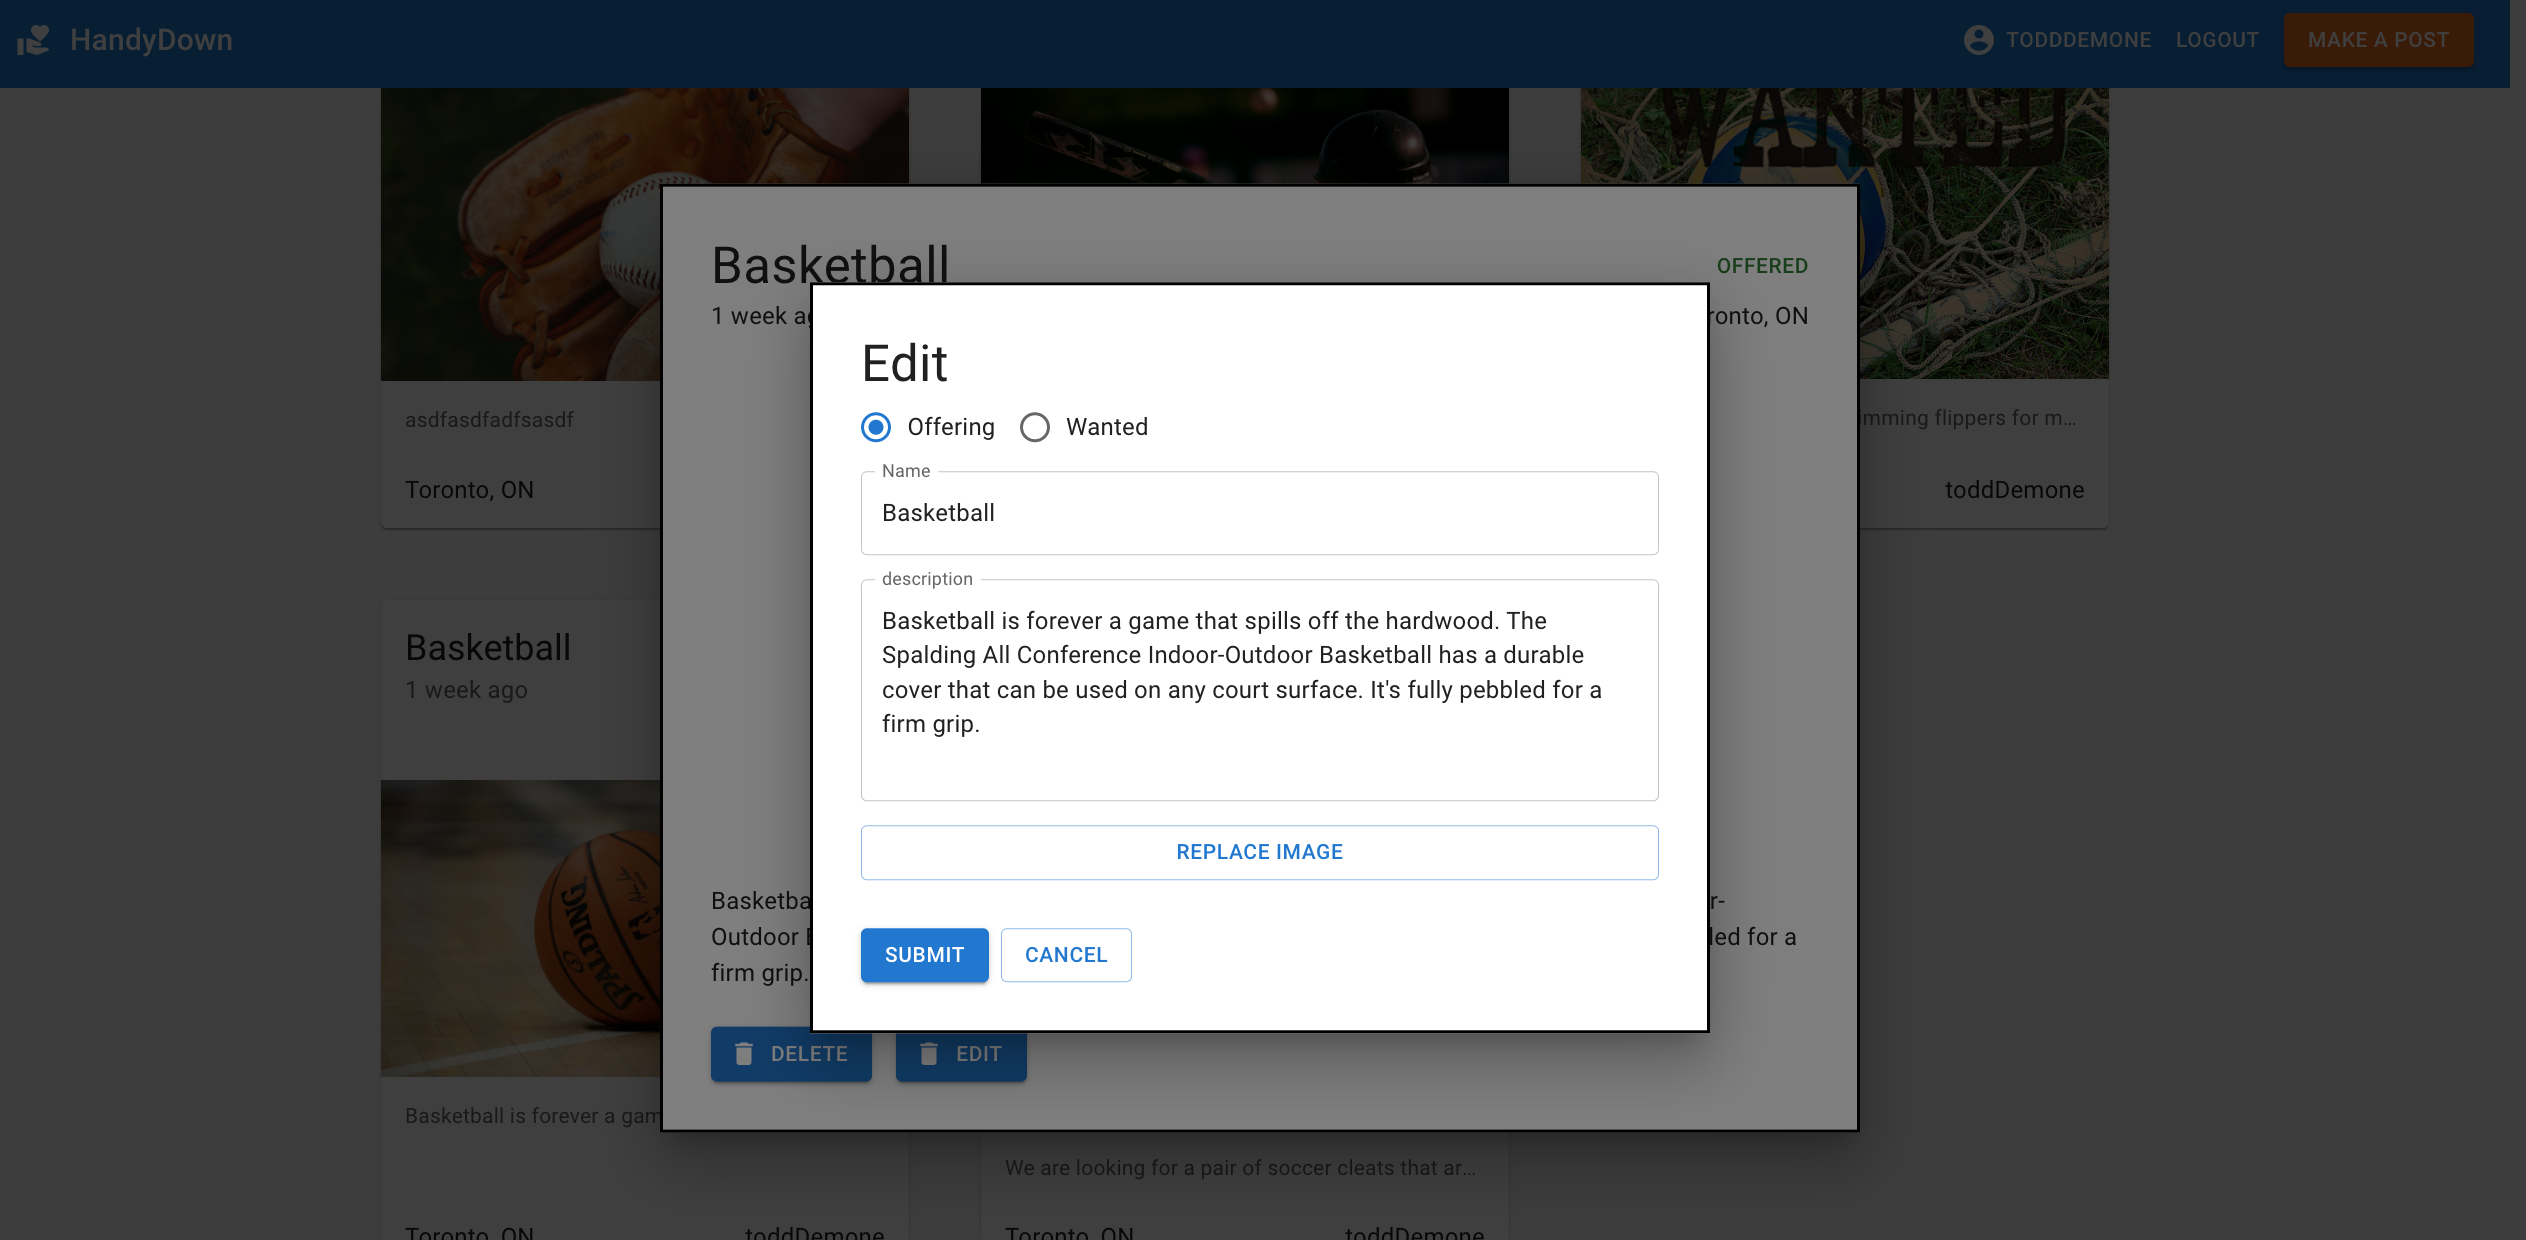 HandyDown
TODDDEMONE LOGOUT MAKE A POST
WANTED
Basketball
OFFERED
1 week
ronto, ON
Edit
Offering Wanted
Name
Basketball
description
Basketball is forever a game that spills off the hardwood. The
Spalding All Conference Indoor-Outdoor Basketball has a durable
cover that can be used on any court surface. It's fully pebbled for a
firm grip.
REPLACE IMAGE
SUBMIT CANCEL
Basketba
r-
Outdoor
led for a
firm grip.
DELETE EDIT
asdfasdfadfsasdf
Toronto, ON
mming flippers for m...
toddDemone
Basketball
1 week ago
SPALDING
Basketball is forever a gam
Toronto, ON toddDemone
We are looking for a pair of soccer cleats that ar...
Toronto, ON toddDemone